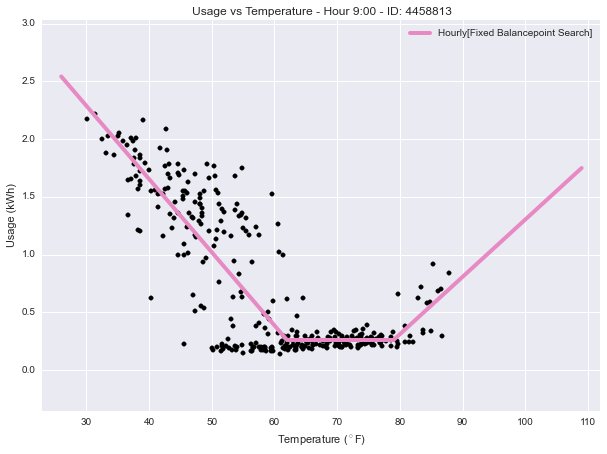 Usage vs Temperature - Hour 9:00 - ID: 4458813
Hourly[Fixed Balancepoint Search]
3.0
2.5
2.0
1.5
1.0
0.5
0.0
Usage (kWh)
30 40 50 60 70 80 90 100 110
Temperature (°F)